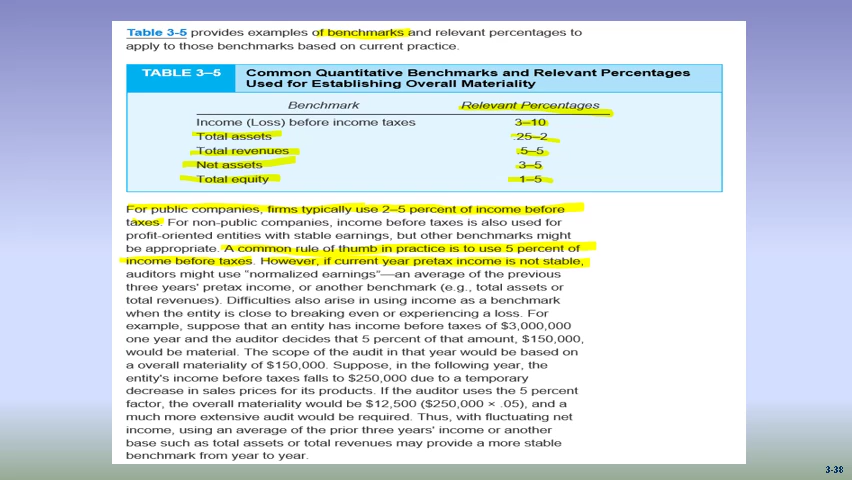 Table 3-5 provides examples of benchmarks and relevant percentages to
apply to those benchmarks based on current practice.
TABLE 3–5 Common Quantitative Benchmarks and Relevant Percentages
Used for Establishing Overall Materiality
Benchmark Relevant Percentages
Income (Loss) before income taxes 3–10
Total assets .25–2
Total revenues .5–5
Net assets 3–5
Total equity 1–5
For public companies, firms typically use 2–5 percent of income before
taxes. For non-public companies, income before taxes is also used for
profit-oriented entities with stable earnings, but other benchmarks might
be appropriate. A common rule of thumb in practice is to use 5 percent of
income before taxes. However, if current year pretax income is not stable,
auditors might use "normalized earnings"—an average of the previous
three years' pretax income, or another benchmark (e.g., total assets or
total revenues). Difficulties also arise in using income as a benchmark
when the entity is close to breaking even or experiencing a loss. For
example, suppose that an entity has income before taxes of $3,000,000
one year and the auditor decides that 5 percent of that amount, $150,000,
would be material. The scope of the audit in that year would be based on
a overall materiality of $150,000. Suppose, in the following year, the
entity's income before taxes falls to $250,000 due to a temporary
decrease in sales prices for its products. If the auditor uses the 5 percent
factor, the overall materiality would be $12,500 ($250,000 × .05), and a
much more extensive audit would be required. Thus, with fluctuating net
income, using an average of the prior three years' income or another
base such as total assets or total revenues may provide a more stable
benchmark from year to year.
3-38